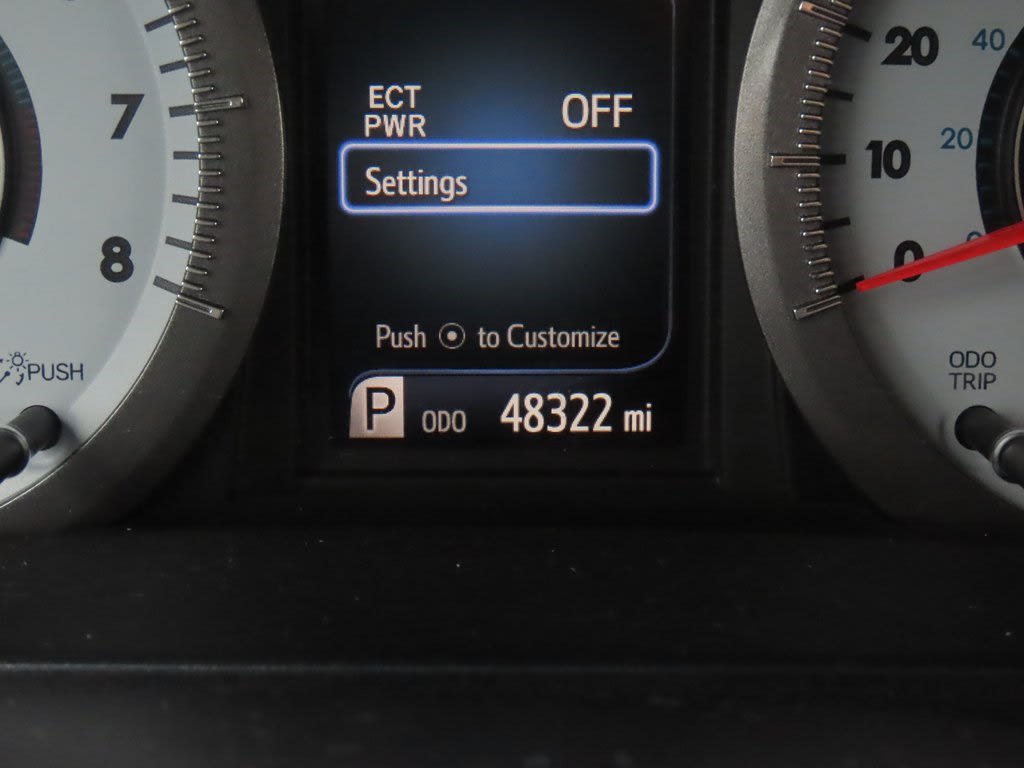 ECT
PWR
OFF
Settings
Push to Customize
P ODO 48322 mi
7
8
PUSH
20
10
0
40
20
0
ODO
TRIP